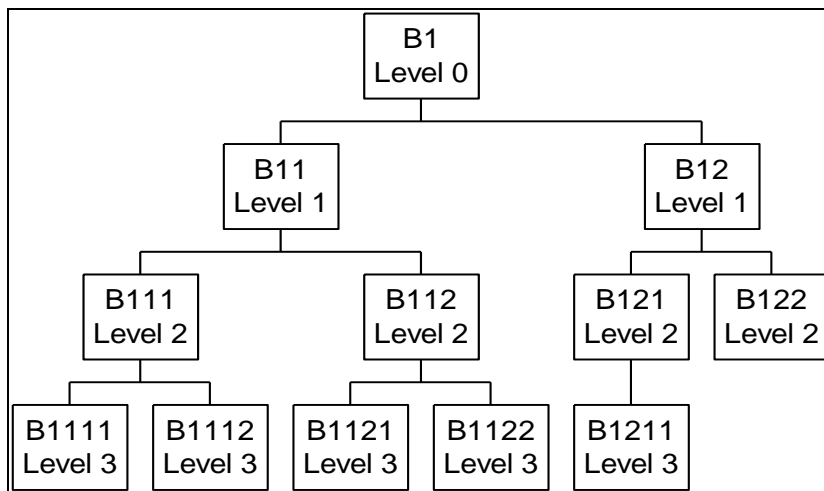 B1
Level 0
B11
Level 1
B12
Level 1
B111
Level 2
B112
Level 2
B121
Level 2
B122
Level 2
B1111
Level 3
B1112
Level 3
B1121
Level 3
B1122
Level 3
B1211
Level 3